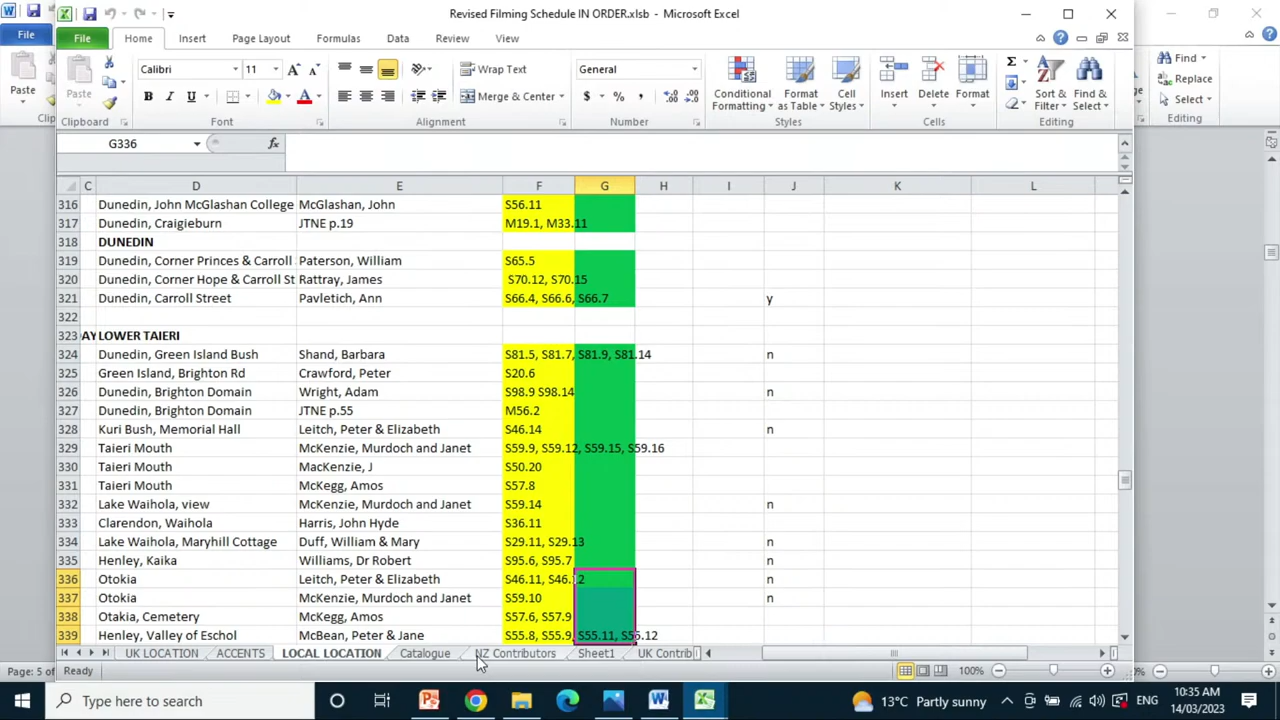 Revised Filming Schedule IN ORDER.xlsb - Microsoft Excel
File
File Home Insert Page Layout Formulas Data Review View
Paste
Paste
Calibri 11
Wrap Text
General
Merge & Center
Conditional Formatting
Format as Table
Cell Styles
Insert Delete Format
Sort & Filter
Find & Select
Find
Replace
Select
Clipboard Font Alignment Number Styles Cells Editing
Editing
G336
C D E F G H I J K L
316 Dunedin, John McGlashan College McGlashan, John S56.11
317 Dunedin, Craigieburn JTNE p.19 M19.1, M33.11
318 DUNEDIN
319 Dunedin, Corner Princes & Carroll Paterson, William S65.5
320 Dunedin, Corner Hope & Carroll St Rattray, James S70.12, S70.15
321 Dunedin, Carroll Street Pavletich, Ann S66.4, S66.6, S66.7 y
322
323 AY LOWER TAIERI
324 Dunedin, Green Island Bush Shand, Barbara S81.5, S81.7, S81.9, S81.14 n
325 Green Island, Brighton Rd Crawford, Peter S20.6
326 Dunedin, Brighton Domain Wright, Adam S98.9 S98.14 n
327 Dunedin, Brighton Domain JTNE p.55 M56.2
328 Kuri Bush, Memorial Hall Leitch, Peter & Elizabeth S46.14 n
329 Taieri Mouth McKenzie, Murdoch and Janet S59.9, S59.12, S59.15, S59.16
330 Taieri Mouth MacKenzie, J S50.20
331 Taieri Mouth McKegg, Amos S57.8
332 Lake Waihola, view McKenzie, Murdoch and Janet S59.14 n
333 Clarendon, Waihola Harris, John Hyde S36.11
334 Lake Waihola, Maryhill Cottage Duff, William & Mary S29.11, S29.13 n
335 Henley, Kaika Williams, Dr Robert S95.6, S95.7 n
336 Otokia Leitch, Peter & Elizabeth S46.11, S46.12 n
337 Otokia McKenzie, Murdoch and Janet S59.10 n
338 Otakia, Cemetery McKegg, Amos S57.6, S57.9
339 Henley, Valley of Eschol McBean, Peter & Jane S55.8, S55.9, S55.11, S55.12
UK LOCATION ACCENTS LOCAL LOCATION Catalogue NZ Contributors Sheet1 UK Contrib
Page: 5 of
Ready
100%
Type here to search
13°C Partly sunny
ENG
10:35 AM
14/03/2023